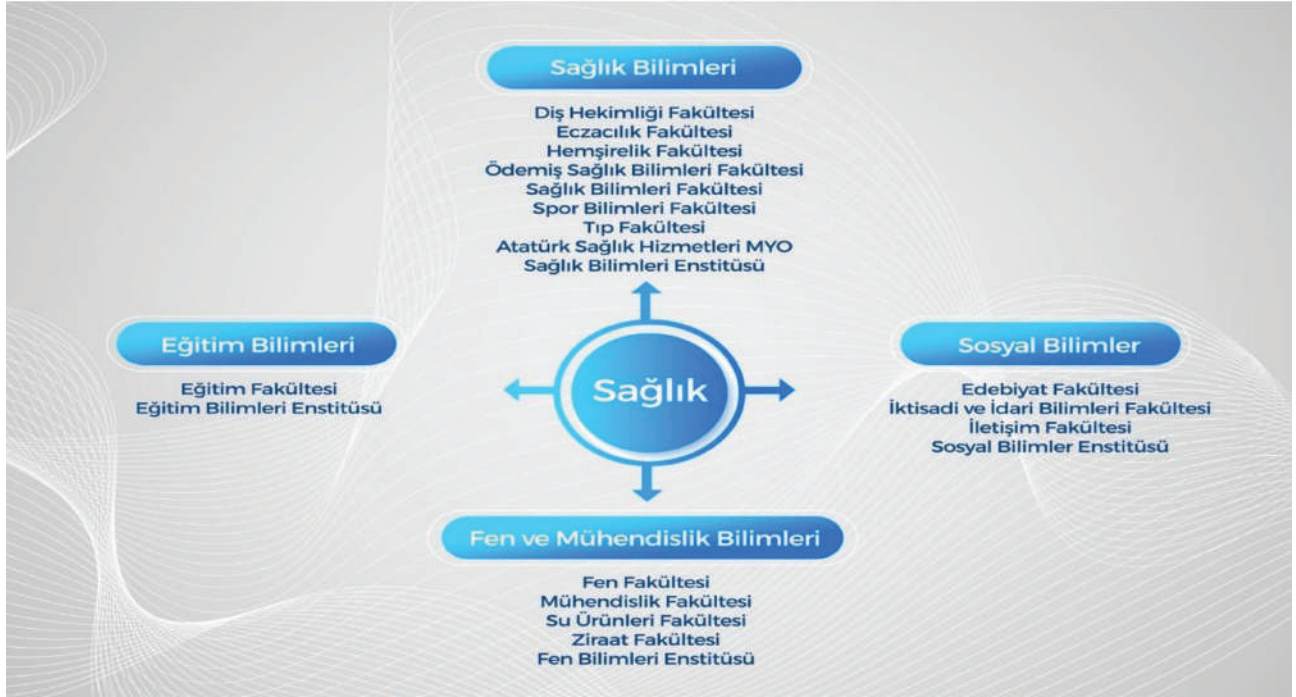 Sağlık Bilimleri
Diş Hekimliği Fakültesi
Eczacılık Fakültesi
Hemşirelik Fakültesi
Ödemiş Sağlık Bilimleri Fakültesi
Sağlık Bilimleri Fakültesi
Spor Bilimleri Fakültesi
Tıp Fakültesi
Atatürk Sağlık Hizmetleri MYO
Sağlık Bilimleri Enstitüsü
Eğitim Bilimleri
Eğitim Fakültesi
Eğitim Bilimleri Enstitüsü
Sağlık
Sosyal Bilimler
Edebiyat Fakültesi
İktisadi ve İdari Bilimleri Fakültesi
İletişim Fakültesi
Sosyal Bilimler Enstitüsü
Fen ve Mühendislik Bilimleri
Fen Fakültesi
Mühendislik Fakültesi
Su Ürünleri Fakültesi
Ziraat Fakültesi
Fen Bilimleri Enstitüsü